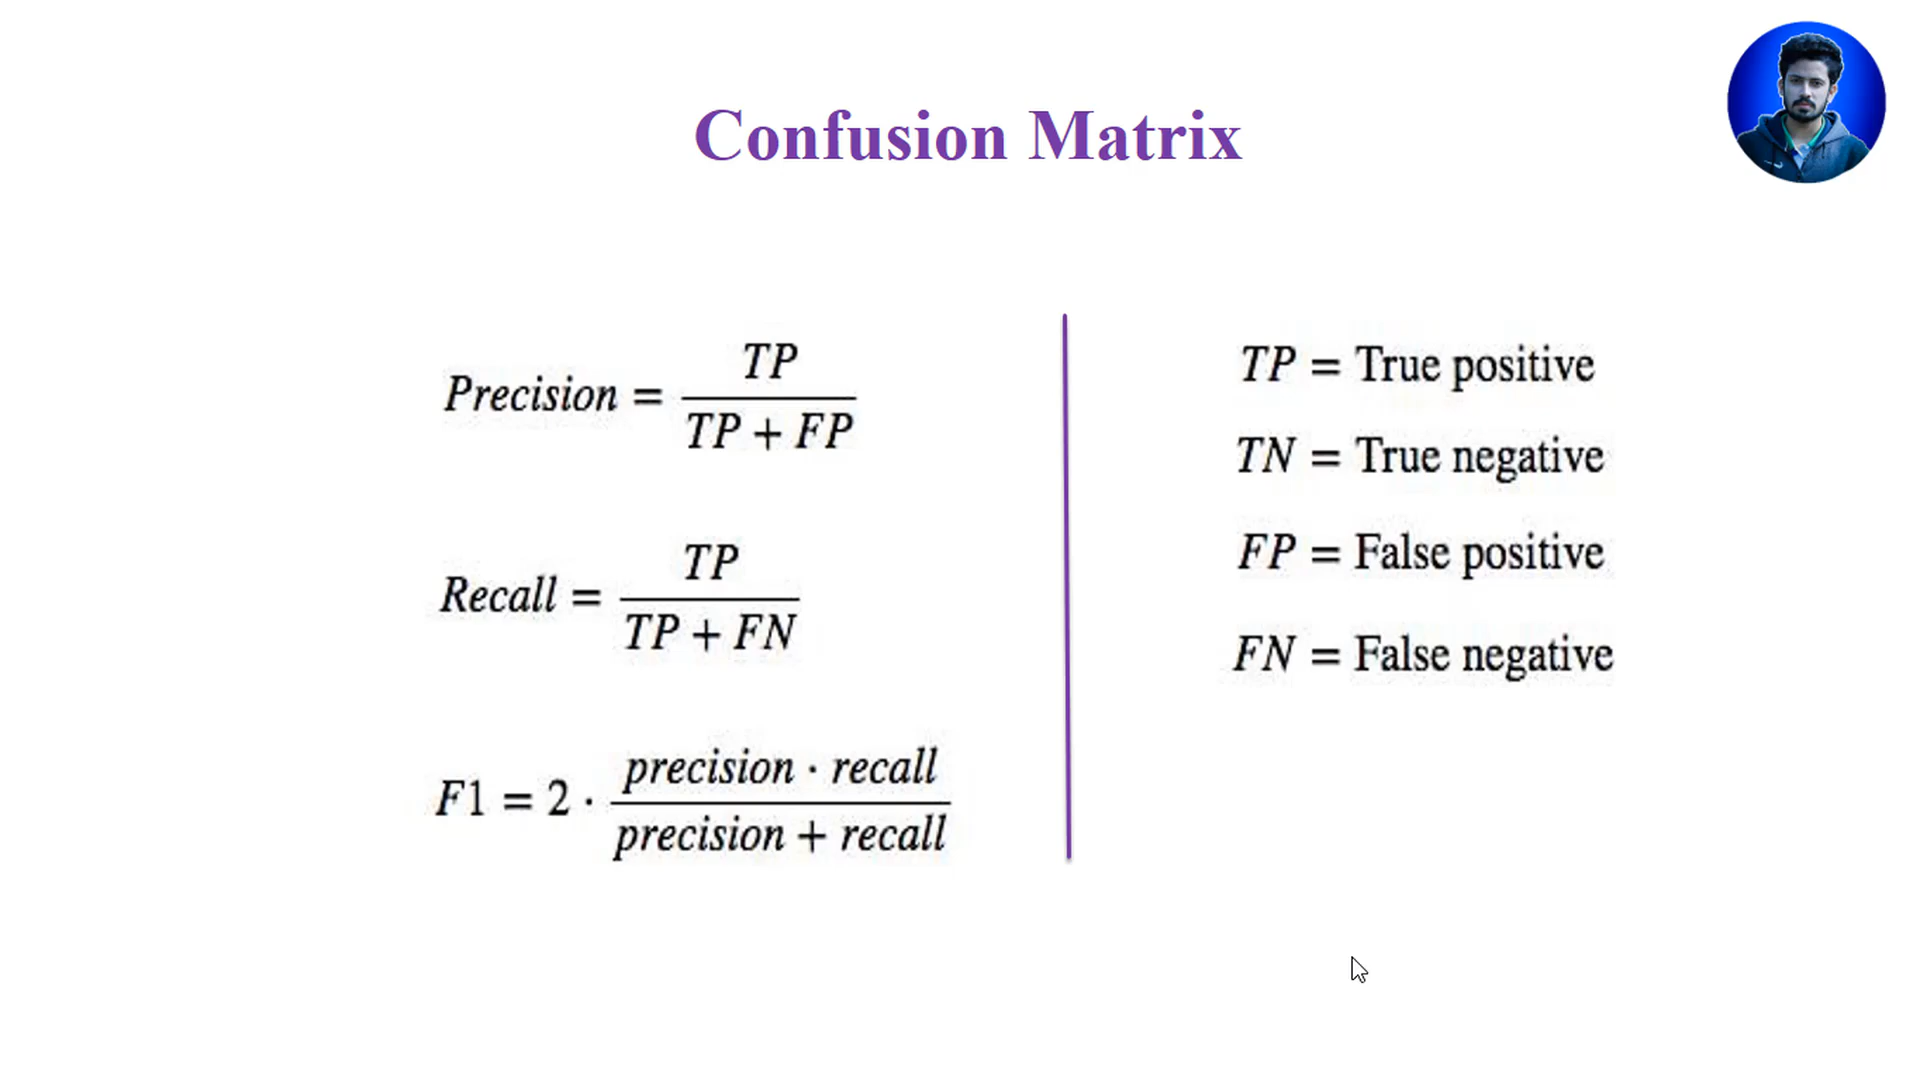 Confusion Matrix
Precision = TP / (TP + FP)
Recall = TP / (TP + FN)
F1 = 2 · (precision · recall) / (precision + recall)
TP = True positive
TN = True negative
FP = False positive
FN = False negative